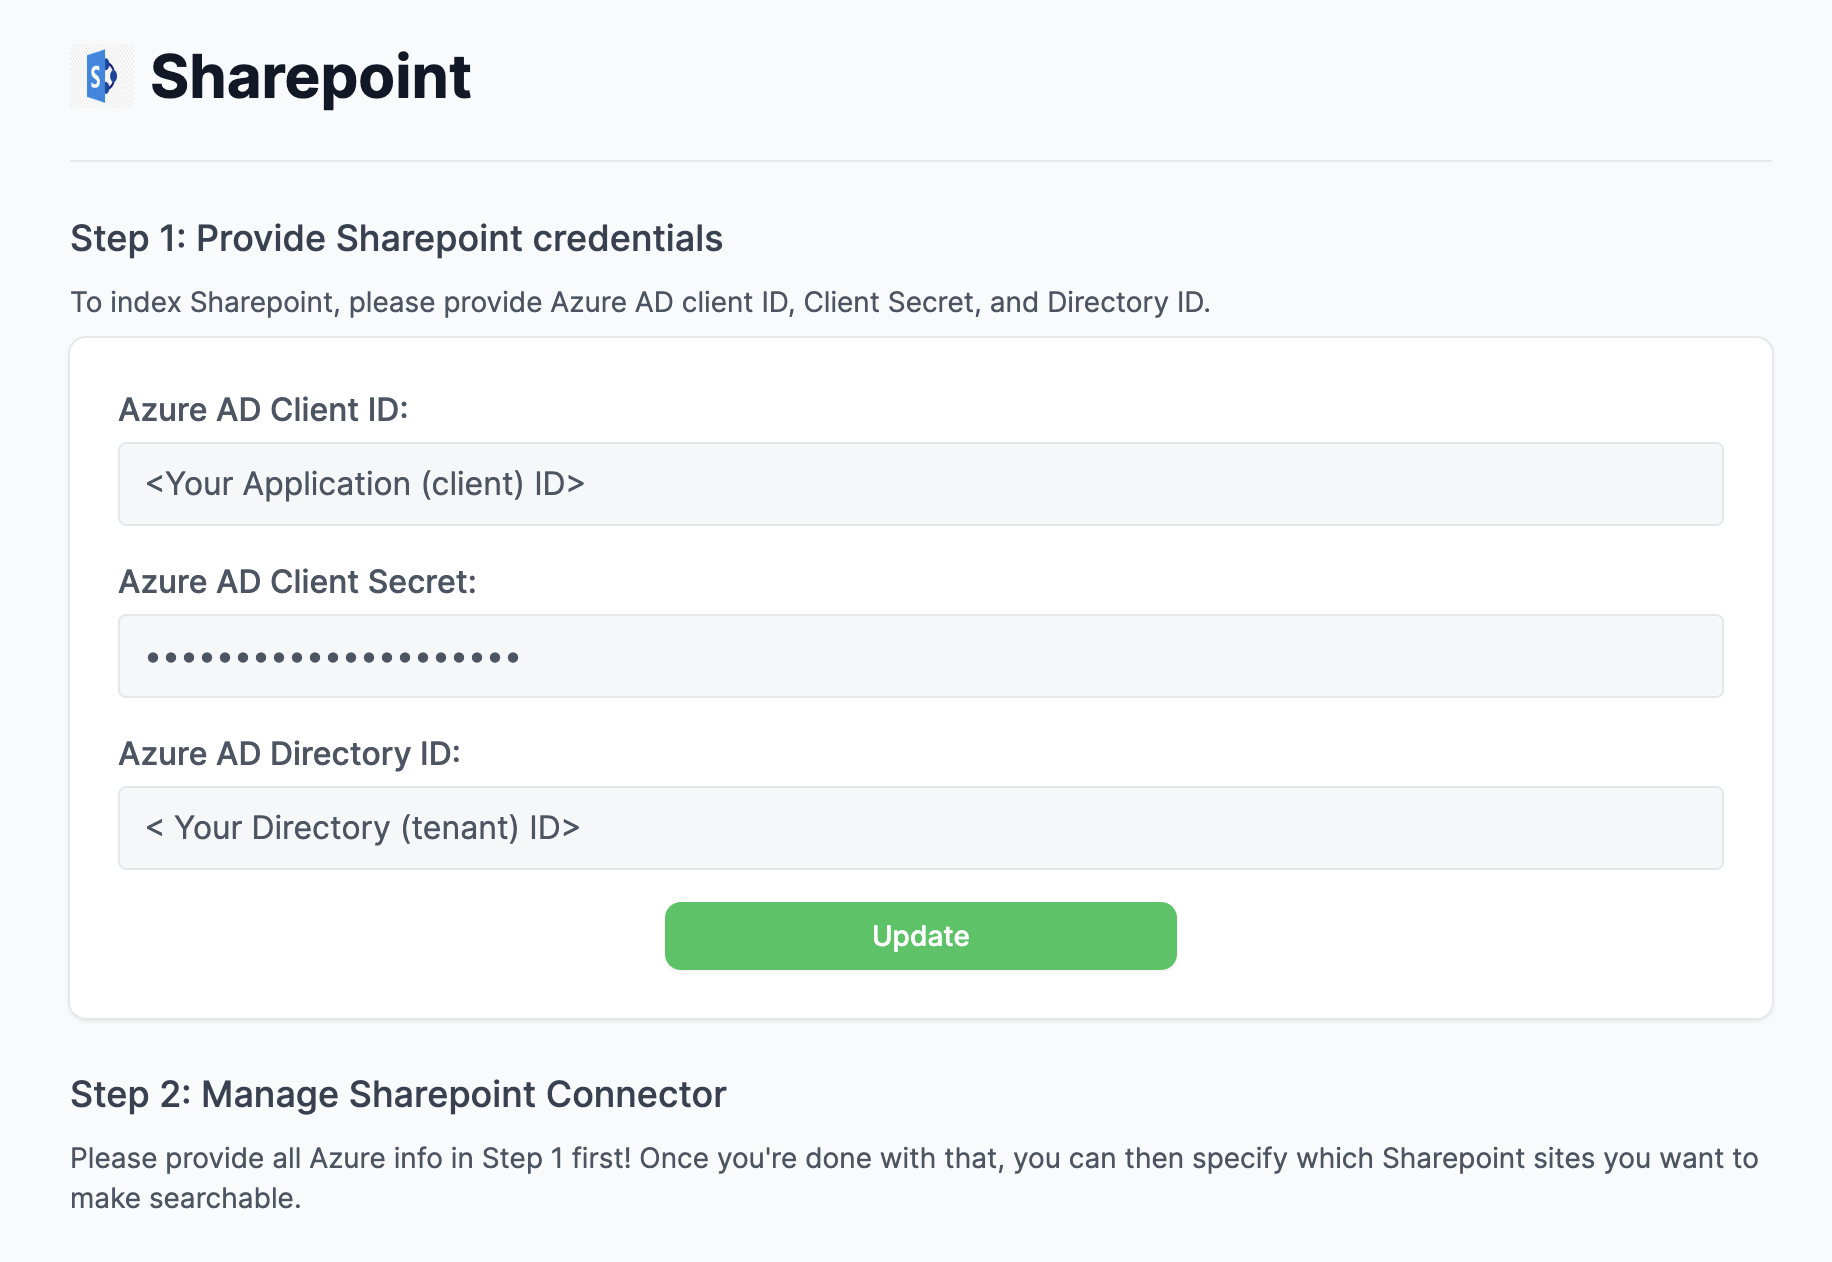 S
Sharepoint
Step 1: Provide Sharepoint credentials
To index Sharepoint, please provide Azure AD client ID, Client Secret, and Directory ID.
Azure AD Client ID:
<Your Application (client) ID>
Azure AD Client Secret:
•••••••••••••••••••••
Azure AD Directory ID:
< Your Directory (tenant) ID>
Update
Step 2: Manage Sharepoint Connector
Please provide all Azure info in Step 1 first! Once you're done with that, you can then specify which Sharepoint sites you want to
make searchable.